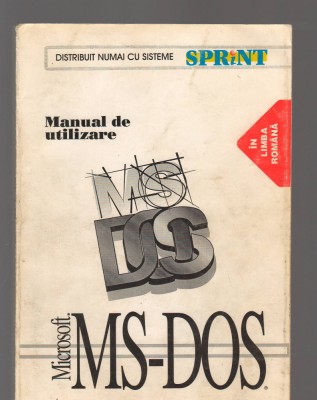 DISTRIBUIT NUMAI CU SISTEME SPRiNT
Manual de
utilizare
ÎN
LIMBA
ROMÂNĂ
MS
DOS
Microsoft®
MS-DOS®